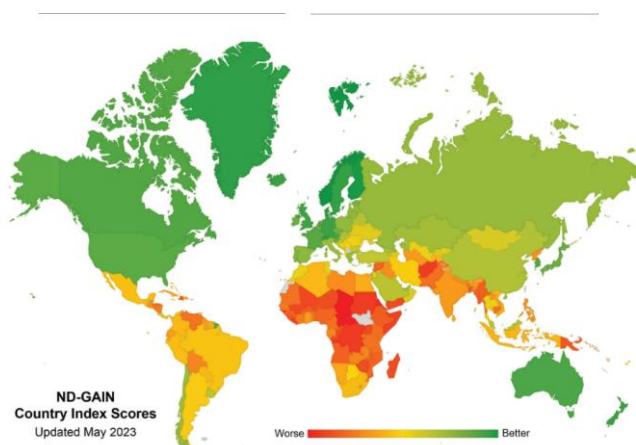 ND-GAIN
Country Index Scores
Updated May 2023
Worse
Better